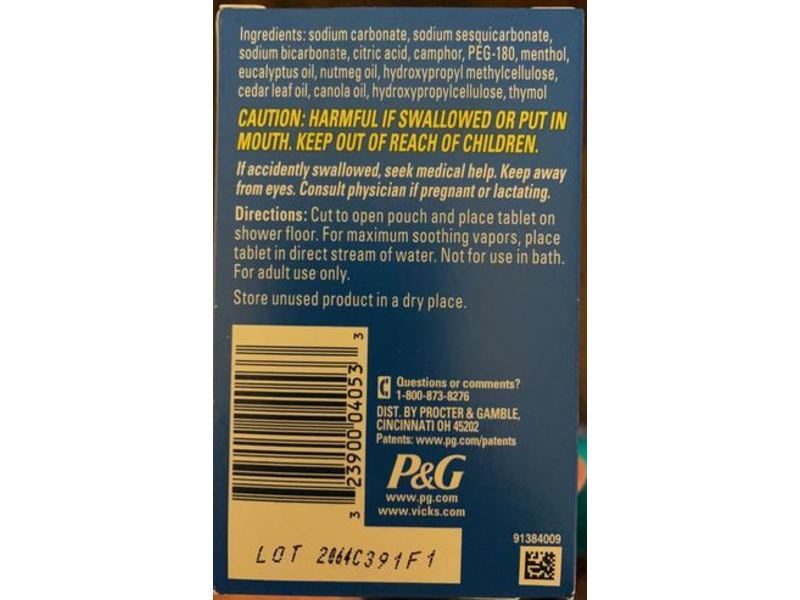 Ingredients: sodium carbonate, sodium sesquicarbonate,
sodium bicarbonate, citric acid, camphor, PEG-180, menthol,
eucalyptus oil, nutmeg oil, hydroxypropyl methylcellulose,
cedar leaf oil, canola oil, hydroxypropylcellulose, thymol
CAUTION: HARMFUL IF SWALLOWED OR PUT IN
MOUTH. KEEP OUT OF REACH OF CHILDREN.
If accidently swallowed, seek medical help. Keep away
from eyes. Consult physician if pregnant or lactating.
Directions: Cut to open pouch and place tablet on
shower floor. For maximum soothing vapors, place
tablet in direct stream of water. Not for use in bath.
For adult use only.
Store unused product in a dry place.
3 23900 04053 3
Questions or comments?
1-800-873-8276
DIST. BY PROCTER & GAMBLE,
CINCINNATI OH 45202
Patents: www.pg.com/patents
P&G
www.pg.com
www.vicks.com
LOT 2064C391F1
91384009